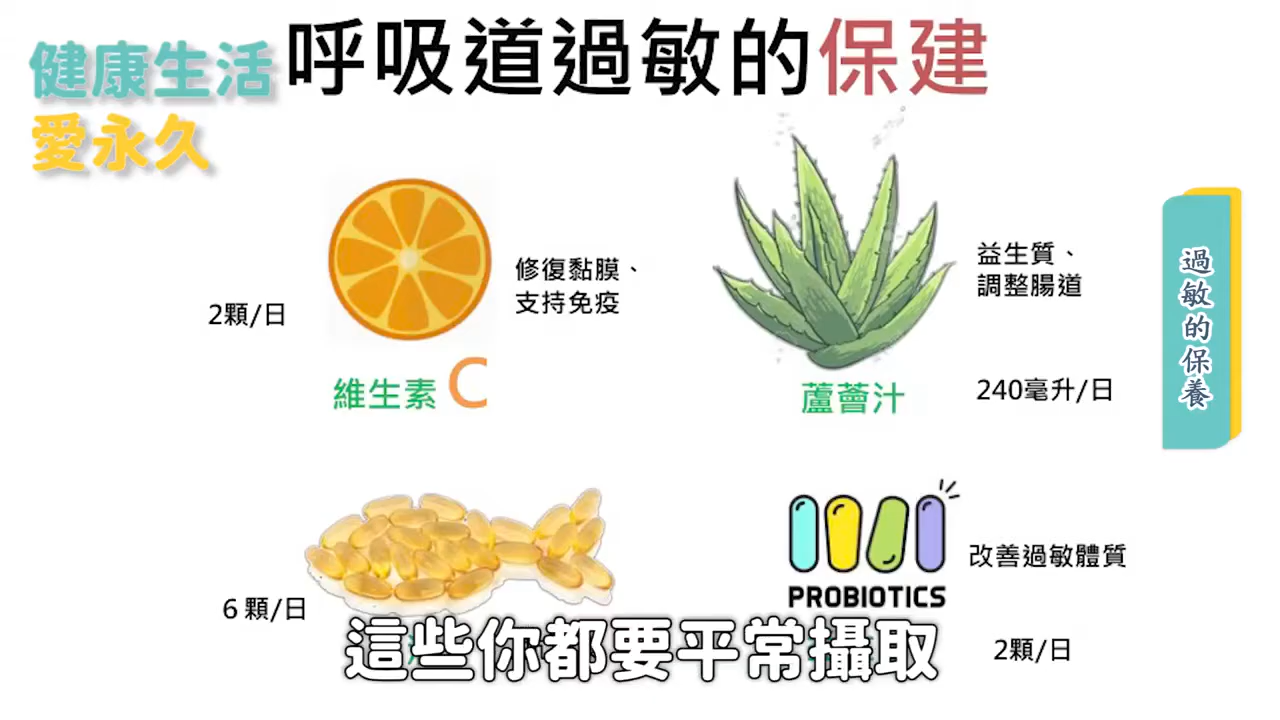 健康生活
愛永久
呼吸道過敏的保建
2顆/日
修復黏膜、
支持免疫
維生素 C
益生質、
調整腸道
蘆薈汁
240毫升/日
過敏的保養
6顆/日
PROBIOTICS
改善過敏體質
2顆/日
這些你都要平常攝取